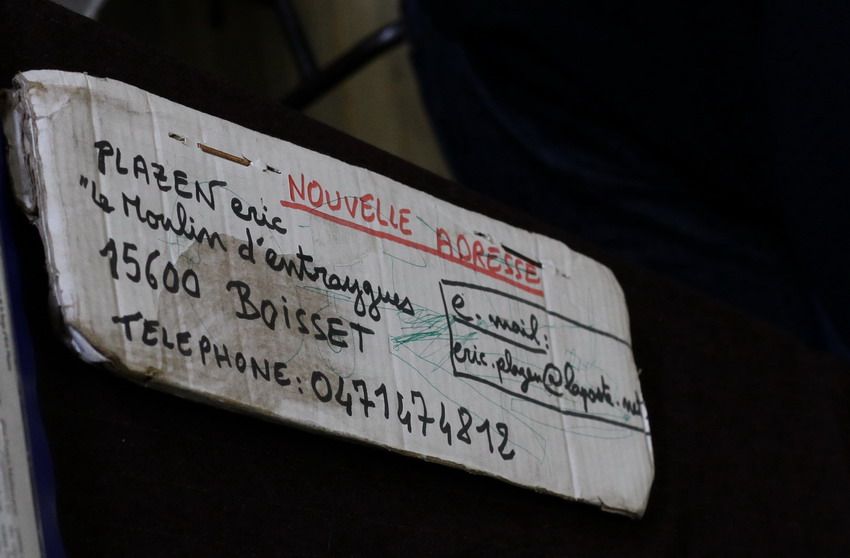 NOUVELLE ADRESSE
PLAZEN eric
"Le Moulin d'entraygues
15600 BOISSET
TELEPHONE: 0471474812
e.mail:
eric.plazen@laposte.net